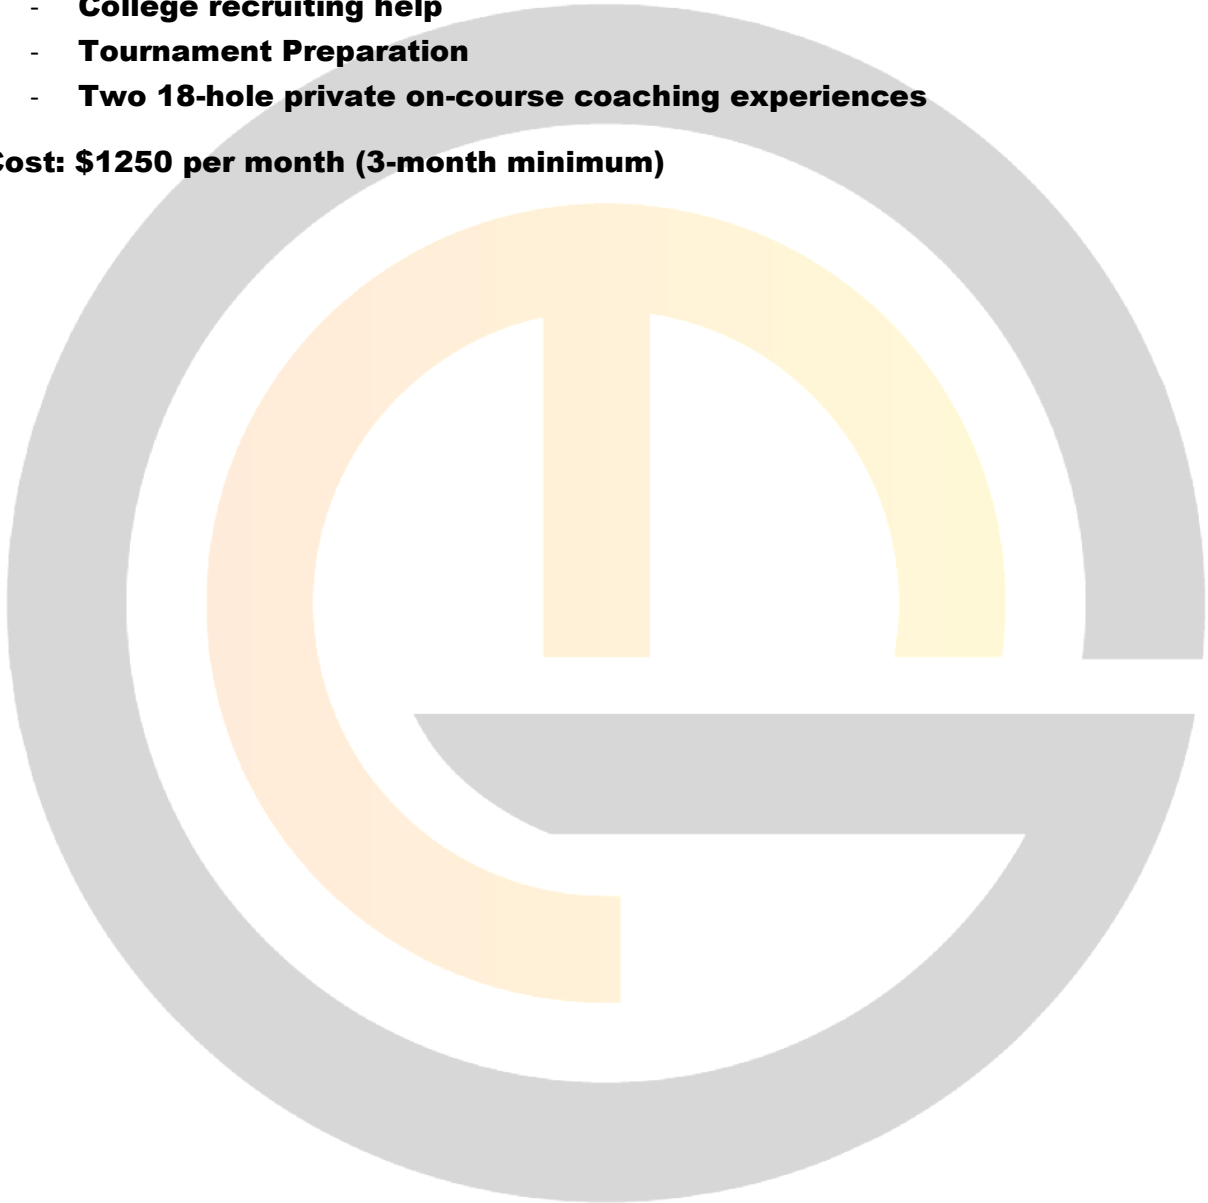 - College recruiting help
- Tournament Preparation
- Two 18-hole private on-course coaching experiences
Cost: $1250 per month (3-month minimum)